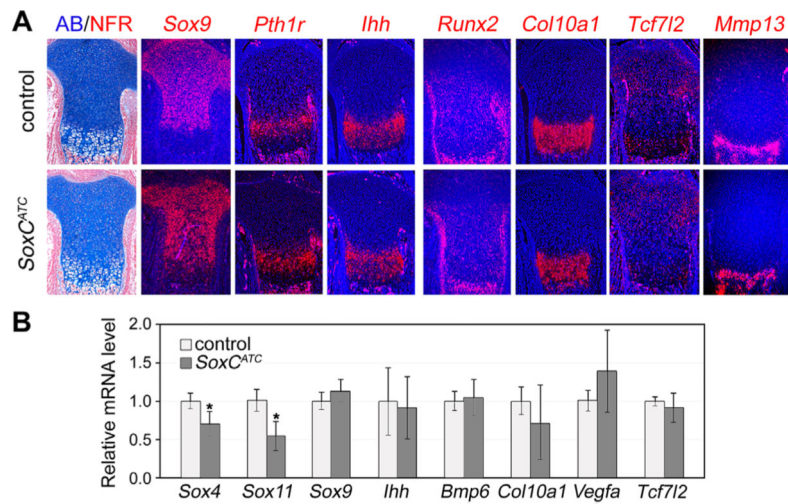 A AB/NFR Sox9 Pth1r Ihh Runx2 Col10a1 Tcf7l2 Mmp13
control
SoxC^ATC
B
Relative mRNA level
2.0
1.5
1.0
0.5
0.0
control
SoxC^ATC
* *
Sox4 Sox11 Sox9 Ihh Bmp6 Col10a1 Vegfa Tcf7l2